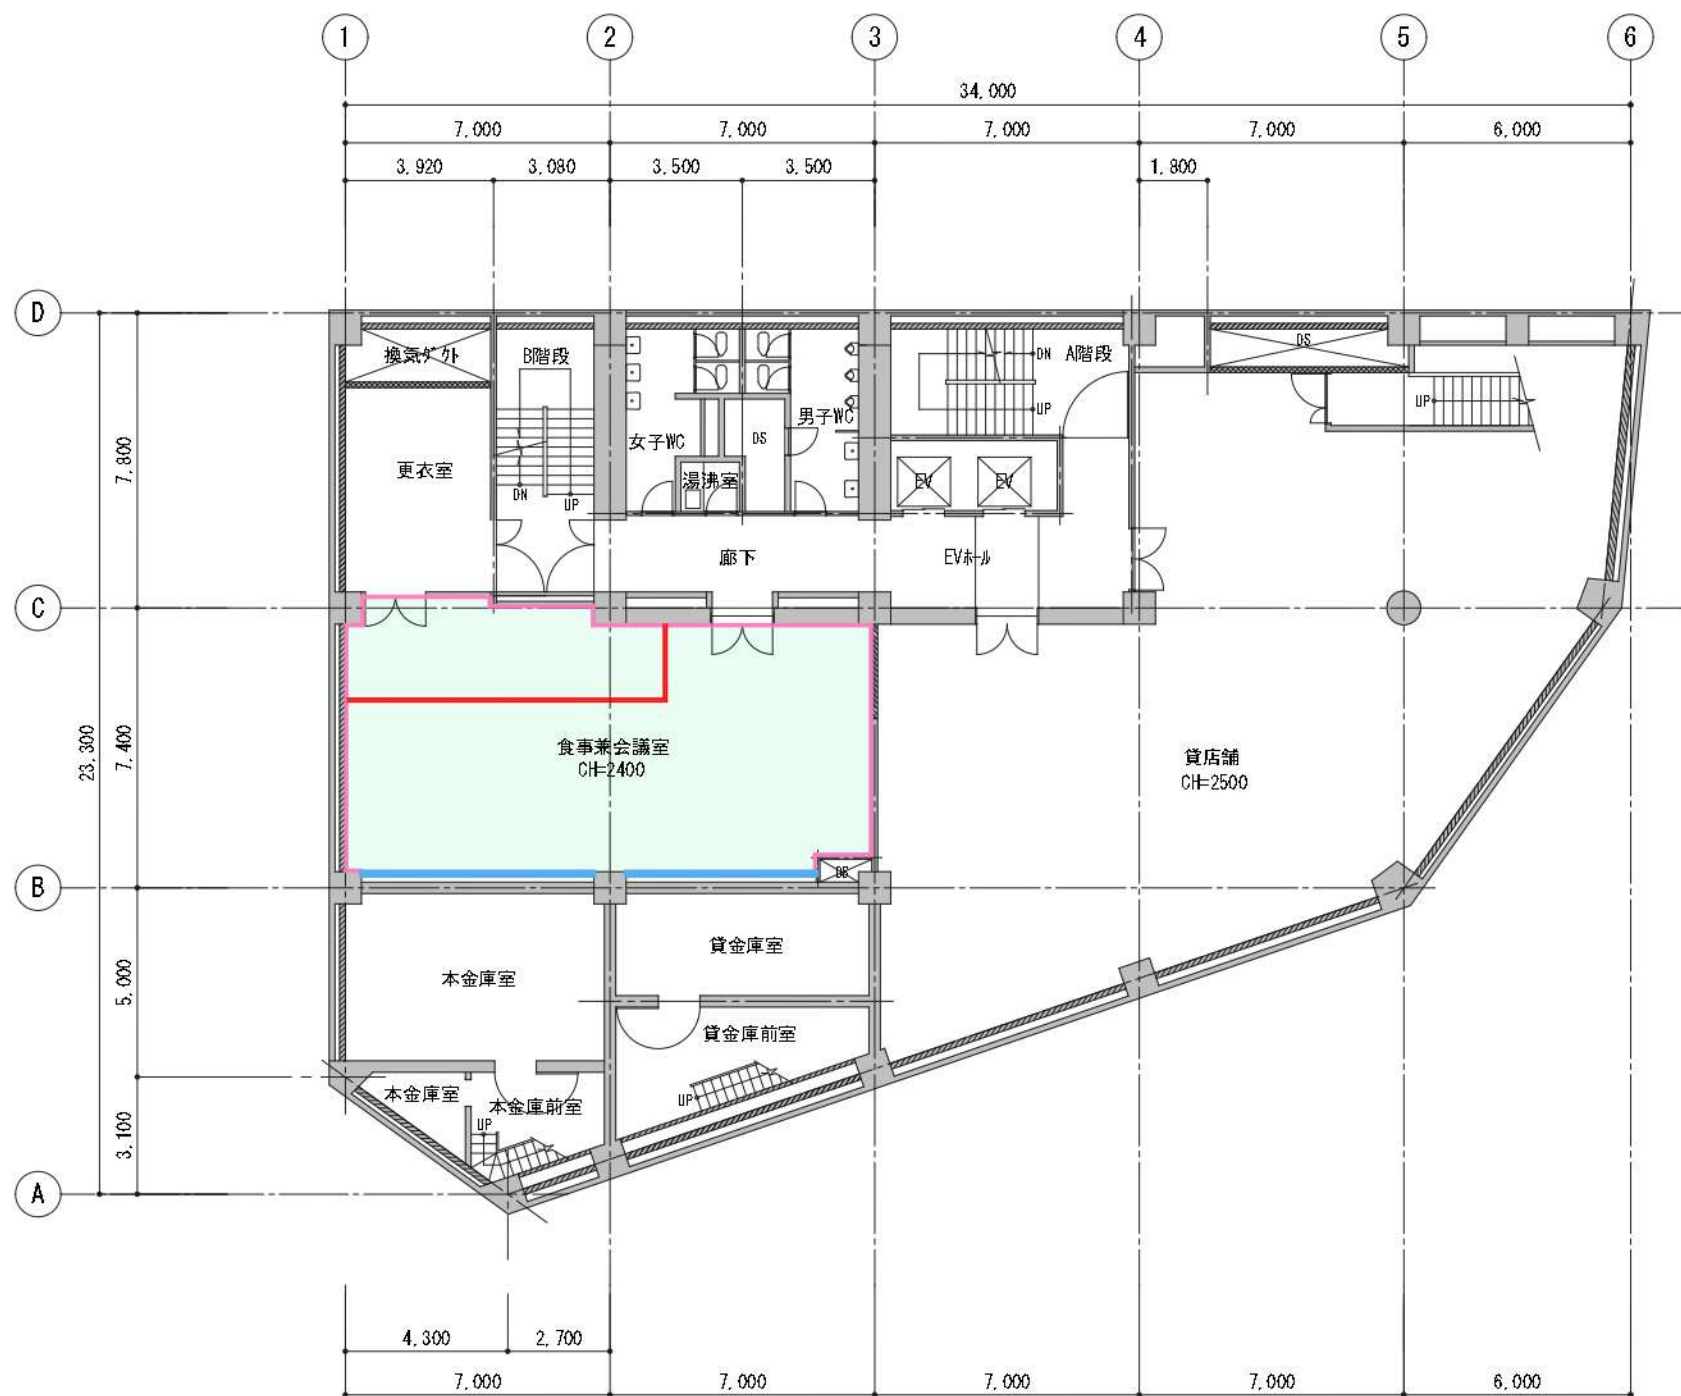 1 2 3 4 5 6
34,000
7,000 7,000 7,000 7,000 6,000
3,920 3,080 3,500 3,500 1,800
D
換気ダクト B階段 DN A階段 DS
UP UP
男子WC
女子WC DS
7,800 更衣室 湯沸室 EV EV
DN UP
廊下 EVホール
C
23,300 7,400 食事兼会議室 貸店舗
CH=2400 CH=2500
B
貸金庫室
本金庫室
5,000
貸金庫前室
本金庫室 UP
本金庫前室
3,100 UP
A
4,300 2,700
7,000 7,000 7,000 7,000 6,000